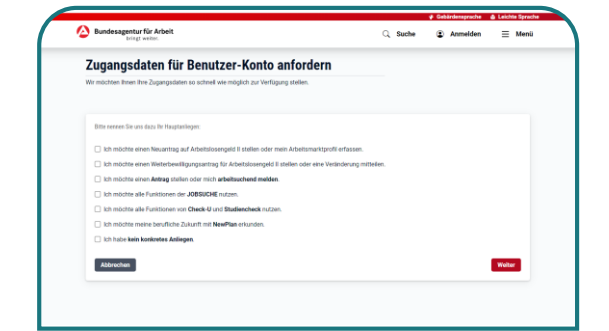 Gebärdensprache Leichte Sprache
Bundesagentur für Arbeit
bringt weiter.
Suche Anmelden Menü
Zugangsdaten für Benutzer-Konto anfordern
Wir möchten Ihnen Ihre Zugangsdaten so schnell wie möglich zur Verfügung stellen.
Bitte nennen Sie uns dazu Ihr Hauptanliegen:
Ich möchte einen Neuantrag auf Arbeitslosengeld II stellen oder mein Arbeitsmarktprofil erfassen.
Ich möchte einen Weiterbewilligungsantrag für Arbeitslosengeld II stellen oder eine Veränderung mitteilen.
Ich möchte einen Antrag stellen oder mich arbeitsuchend melden.
Ich möchte alle Funktionen der JOBSUCHE nutzen.
Ich möchte alle Funktionen von Check-U und Studiencheck nutzen.
Ich möchte meine berufliche Zukunft mit NewPlan erkunden.
Ich habe kein konkretes Anliegen.
Abbrechen Weiter